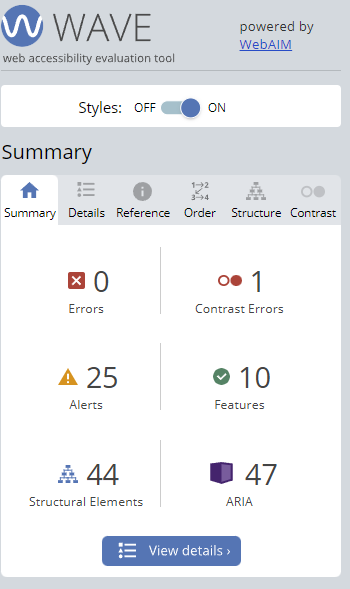 WAVE
powered by
WebAIM
web accessibility evaluation tool
Styles: OFF ON
Summary
Summary Details Reference Order Structure Contrast
0 1
Errors Contrast Errors
25 10
Alerts Features
44 47
Structural Elements ARIA
View details ›